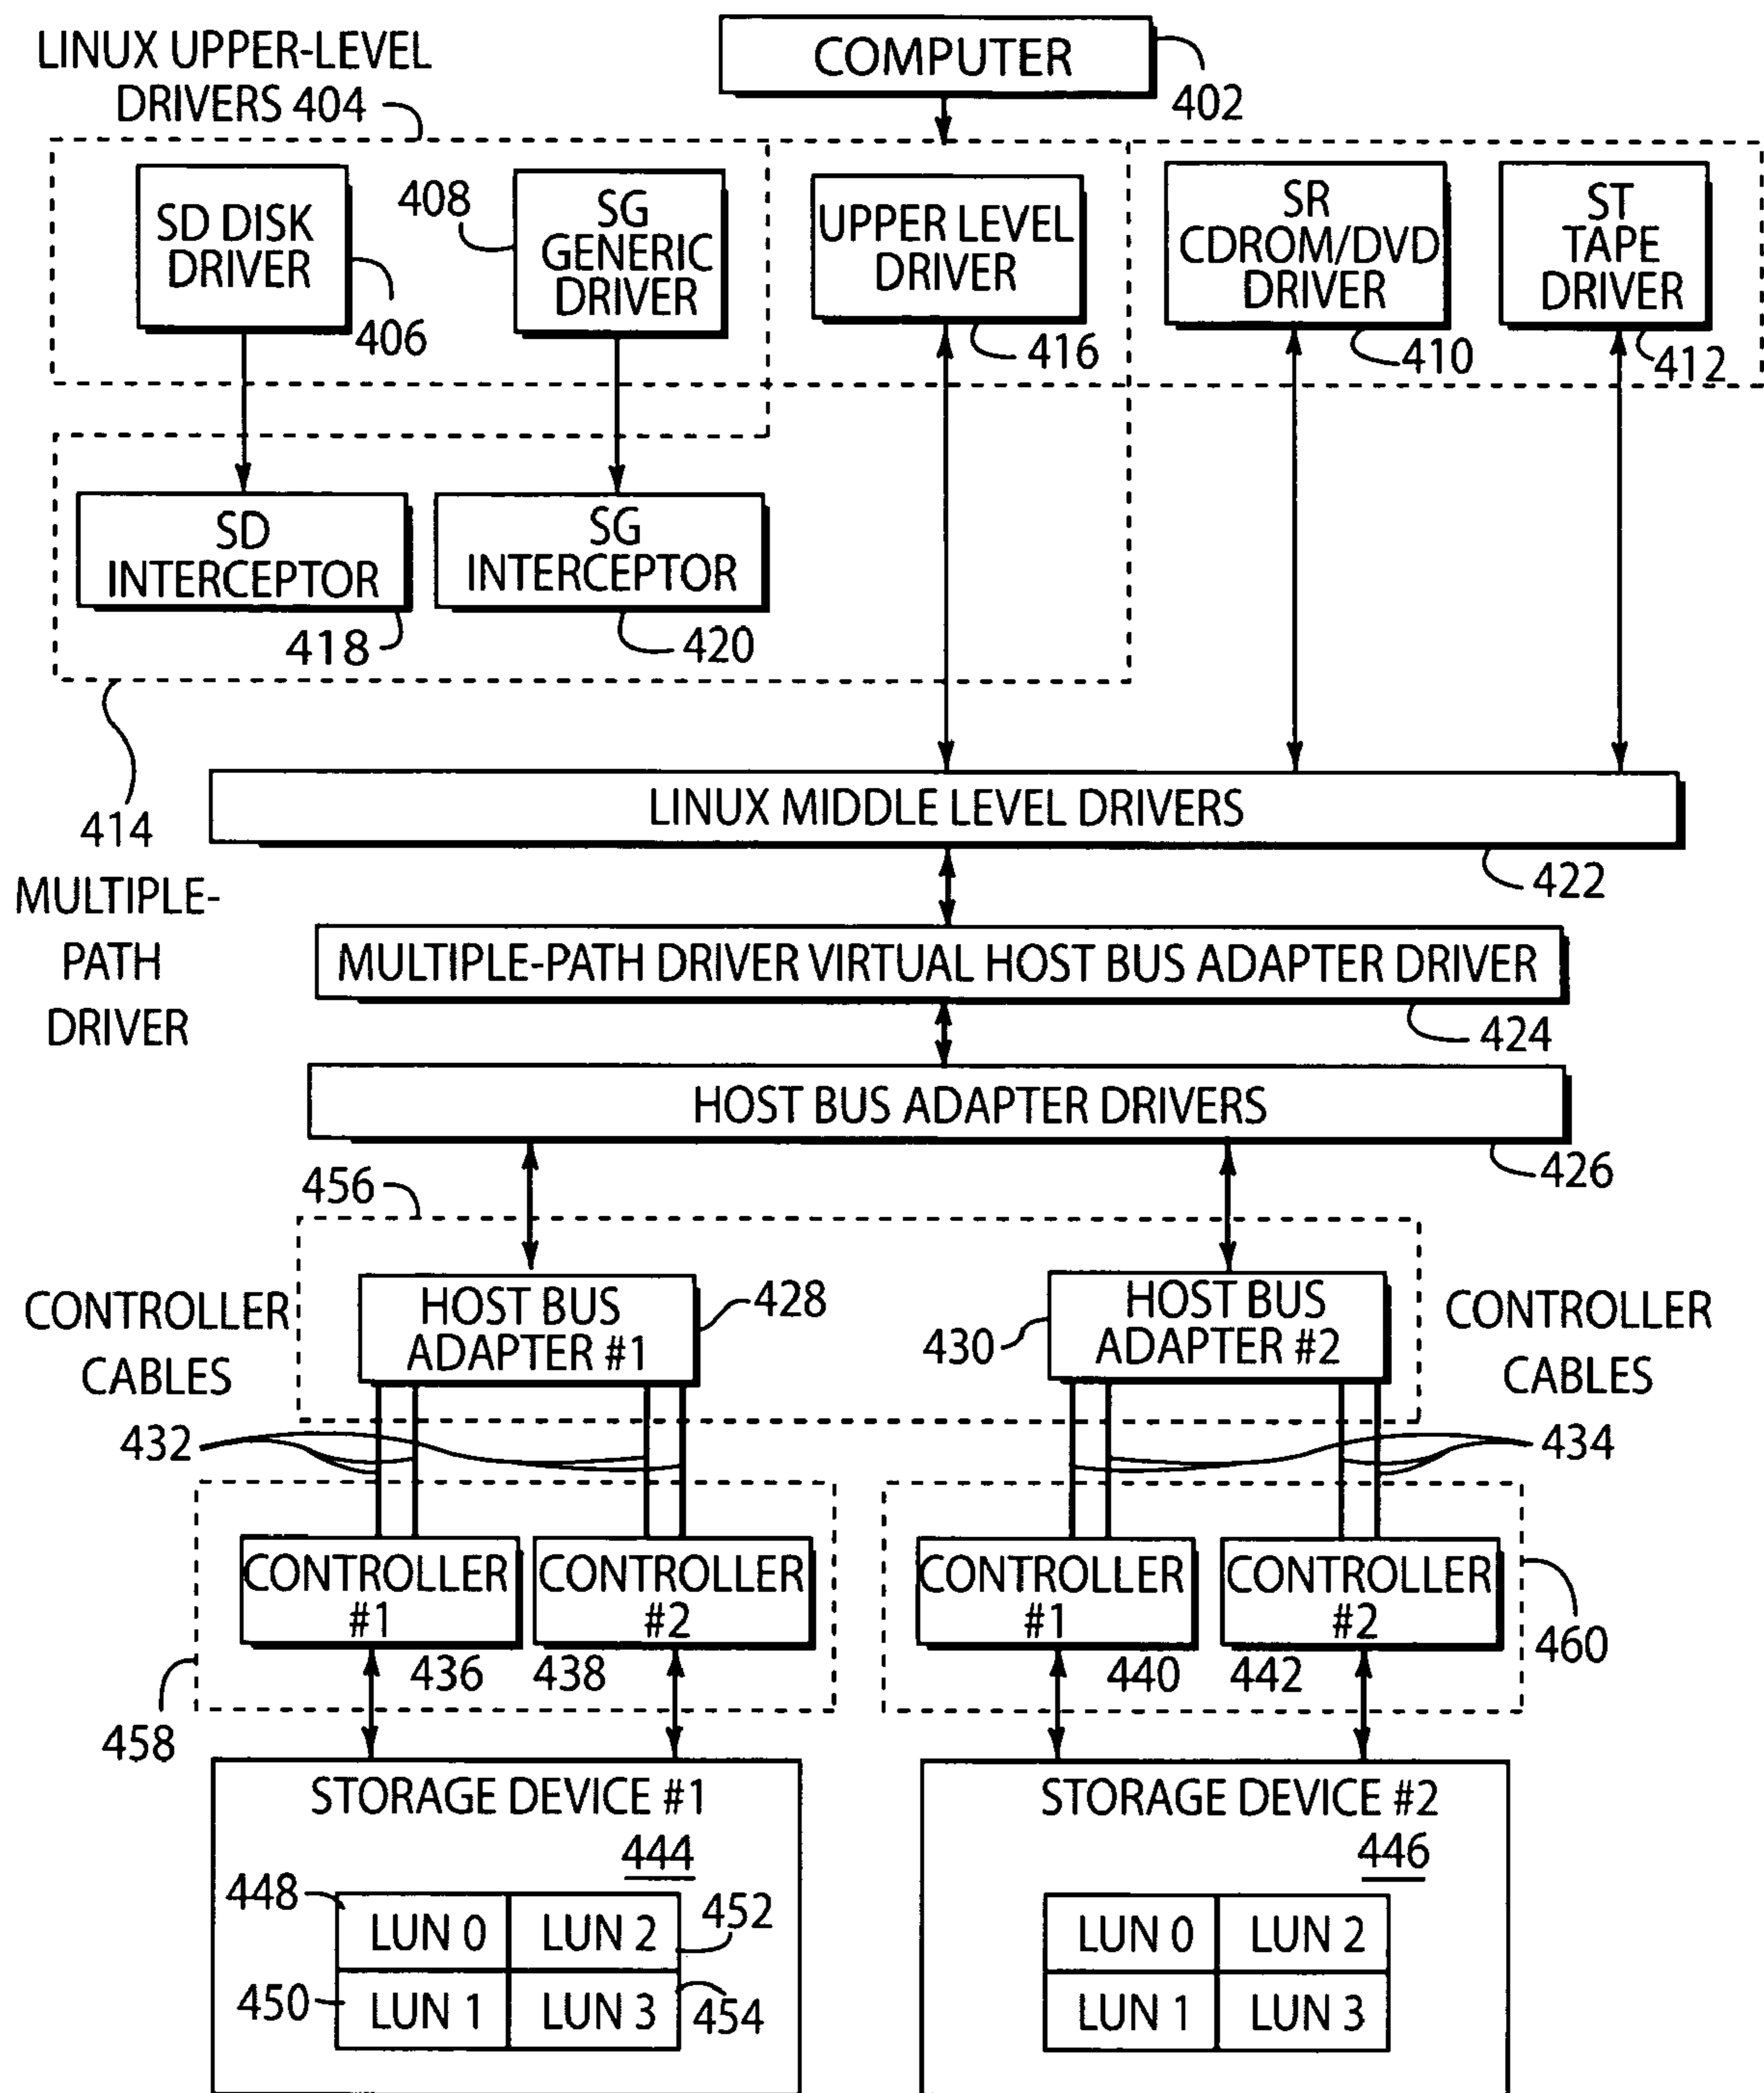 LINUX UPPER-LEVEL
DRIVERS 404
COMPUTER
402
SD DISK
DRIVER
406
408
SG
GENERIC
DRIVER
UPPER LEVEL
DRIVER
416
SR
CDROM/DVD
DRIVER
410
ST
TAPE
DRIVER
412
SD
INTERCEPTOR
418
SG
INTERCEPTOR
420
414
MULTIPLE-
PATH
DRIVER
LINUX MIDDLE LEVEL DRIVERS
422
MULTIPLE-PATH DRIVER VIRTUAL HOST BUS ADAPTER DRIVER
424
HOST BUS ADAPTER DRIVERS
426
456
CONTROLLER
CABLES
432
HOST BUS
ADAPTER #1
428
430
HOST BUS
ADAPTER #2
CONTROLLER
CABLES
434
CONTROLLER
#1
436
CONTROLLER
#2
438
CONTROLLER
#1
440
CONTROLLER
#2
442
458
460
STORAGE DEVICE #1
444
448
LUN 0
LUN 2
452
450
LUN 1
LUN 3
454
STORAGE DEVICE #2
446
LUN 0
LUN 2
LUN 1
LUN 3